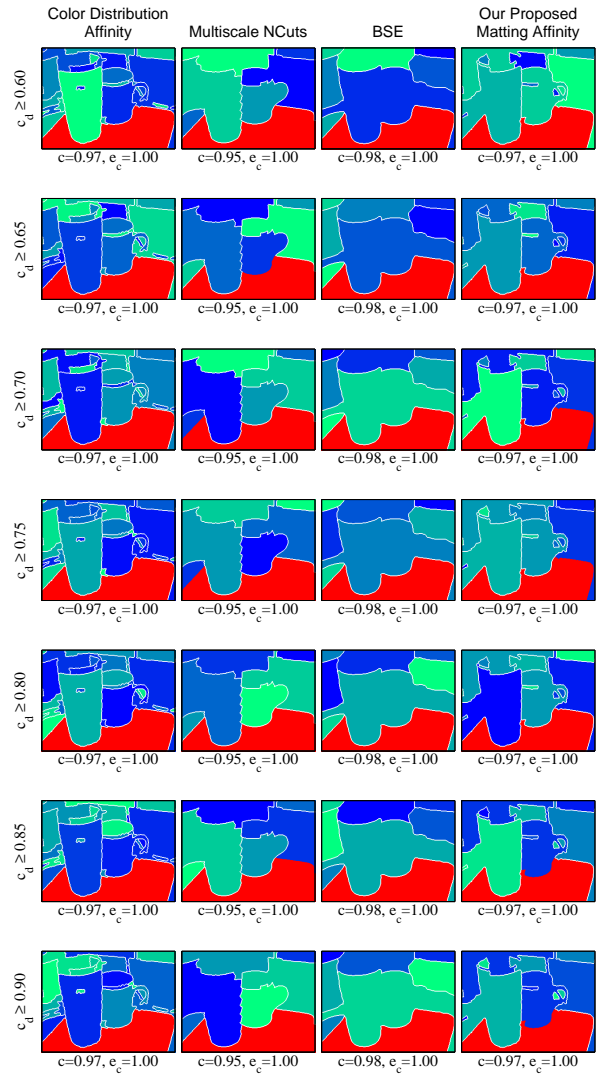 Color Distribution
Affinity
Multiscale NCuts
BSE
Our Proposed
Matting Affinity
c_p ≥ 0.60
c=0.97, e_c=1.00
c=0.95, e_c=1.00
c=0.98, e_c=1.00
c=0.97, e_c=1.00
c_p ≥ 0.65
c=0.97, e_c=1.00
c=0.95, e_c=1.00
c=0.98, e_c=1.00
c=0.97, e_c=1.00
c_p ≥ 0.70
c=0.97, e_c=1.00
c=0.95, e_c=1.00
c=0.98, e_c=1.00
c=0.97, e_c=1.00
c_p ≥ 0.75
c=0.97, e_c=1.00
c=0.95, e_c=1.00
c=0.98, e_c=1.00
c=0.97, e_c=1.00
c_p ≥ 0.80
c=0.97, e_c=1.00
c=0.95, e_c=1.00
c=0.98, e_c=1.00
c=0.97, e_c=1.00
c_p ≥ 0.85
c=0.97, e_c=1.00
c=0.95, e_c=1.00
c=0.98, e_c=1.00
c=0.97, e_c=1.00
c_p ≥ 0.90
c=0.97, e_c=1.00
c=0.95, e_c=1.00
c=0.98, e_c=1.00
c=0.97, e_c=1.00